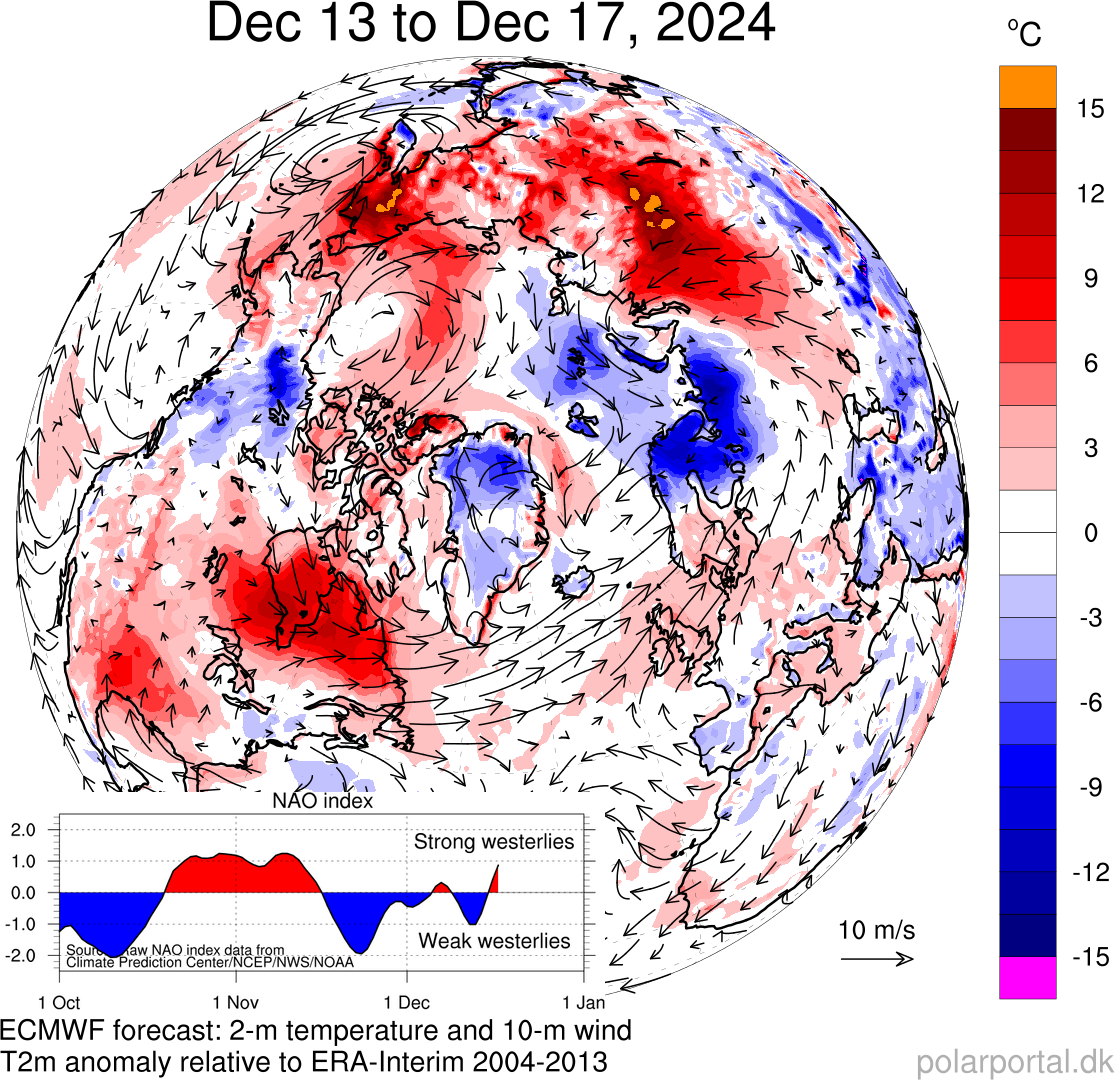 Dec 13 to Dec 17, 2024
°C
15
12
9
6
3
0
-3
-6
-9
-12
-15
NAO index
2.0
1.0
0.0
-1.0
-2.0
Strong westerlies
Weak westerlies
raw NAO index data from
Climate Prediction Center/NCEP/NWS/NOAA
1 Oct
1 Nov
1 Dec
1 Jan
10 m/s
ECMWF forecast: 2-m temperature and 10-m wind
T2m anomaly relative to ERA-Interim 2004-2013
polarportal.dk